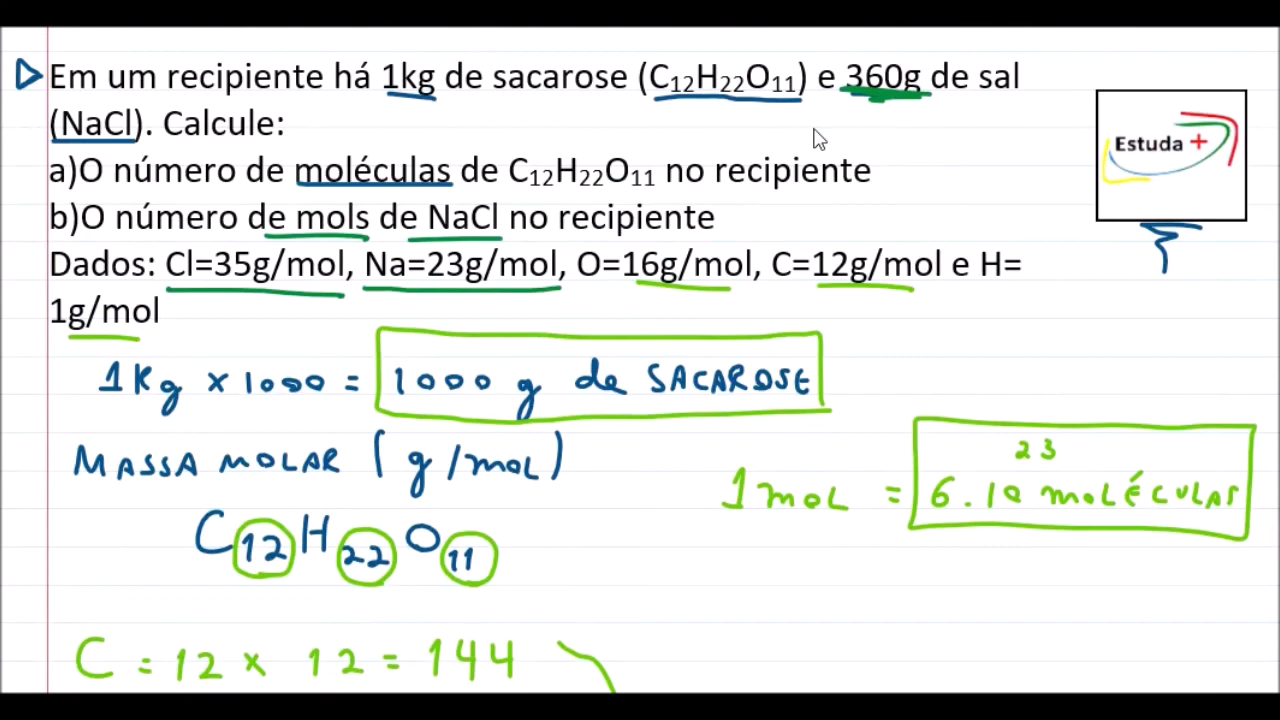 Em um recipiente há 1kg de sacarose (C₁₂H₂₂O₁₁) e 360g de sal
(NaCl). Calcule:
a)O número de moléculas de C₁₂H₂₂O₁₁ no recipiente
b)O número de mols de NaCl no recipiente
Dados: Cl=35g/mol, Na=23g/mol, O=16g/mol, C=12g/mol e H=
1g/mol
Estuda +
1Kg x 1000 = 1000 g de SACAROSE
MASSA MOLAR (g/mol)
1 mol = 6.10²³ moLÉCULAS
C₁₂H₂₂O₁₁
C = 12 x 12 = 144